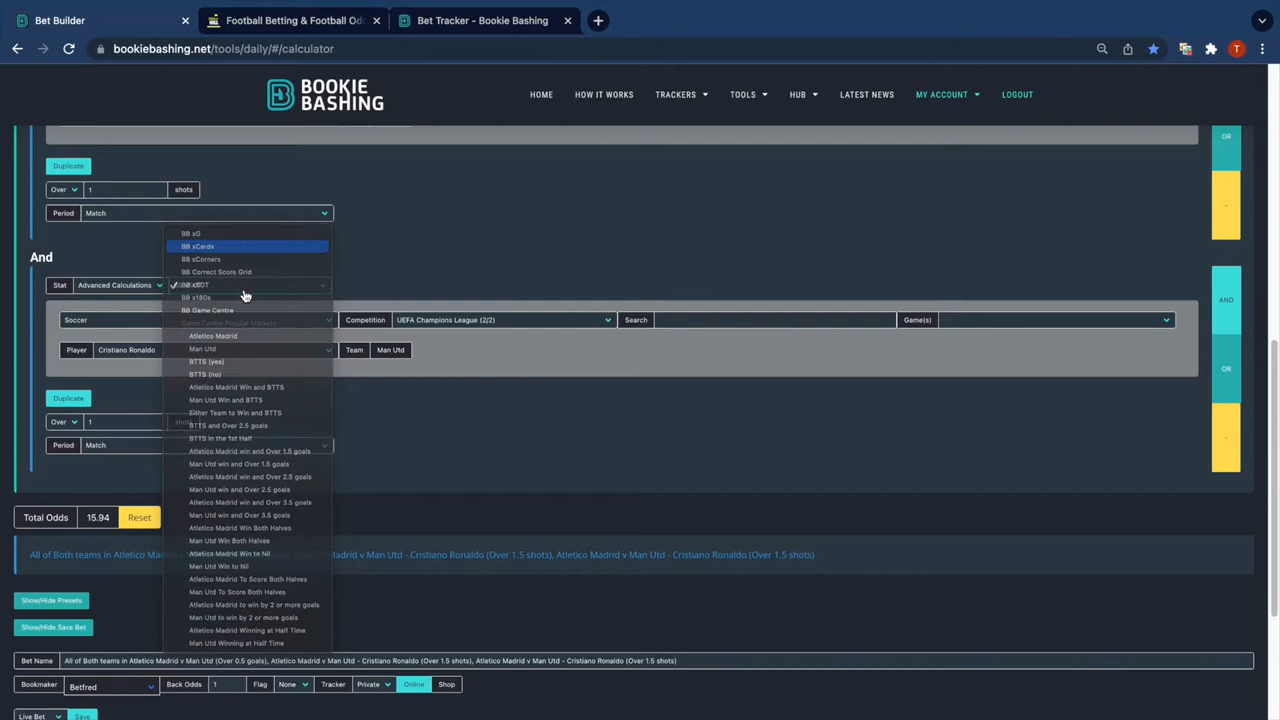 Bet Builder
Football Betting & Football Od
Bet Tracker - Bookie Bashing
bookiebashing.net/tools/daily/#/calculator
T
BOOKIE BASHING
HOME
HOW IT WORKS
TRACKERS
TOOLS
HUB
LATEST NEWS
MY ACCOUNT
LOGOUT
OR
Duplicate
Over 1 shots
Period Match
-
And
BB xG
BB xCards
BB xCorners
BB Correct Score Grid
Stat Advanced Calculations
BB x180s
BB Game Centre
Game Centre Popular Markets
AND
Soccer
Competition UEFA Champions League (2/2)
Search
Game(s)
Atletico Madrid
Man Utd
Player Cristiano Ronaldo
Team Man Utd
BTTS (yes)
BTTS (no)
OR
Atletico Madrid Win and BTTS
Man Utd Win and BTTS
Either Team to Win and BTTS
BTTS and Over 2.5 goals
BTTS in the 1st Half
Atletico Madrid win and Over 1.5 goals
Man Utd win and Over 1.5 goals
Atletico Madrid win and Over 2.5 goals
Man Utd win and Over 2.5 goals
Atletico Madrid win and Over 3.5 goals
Man Utd win and Over 3.5 goals
Atletico Madrid Win Both Halves
Man Utd Win Both Halves
Atletico Madrid Win to Nil
Man Utd Win to Nil
Atletico Madrid To Score Both Halves
Man Utd To Score Both Halves
Atletico Madrid to win by 2 or more goals
Man Utd to win by 2 or more goals
Atletico Madrid Winning at Half Time
Man Utd Winning at Half Time
Duplicate
Over 1 shots
Period Match
-
Total Odds 15.94 Reset
All of Both teams in Atletico Mad v Man Utd - Cristiano Ronaldo (Over 1.5 shots), Atletico Madrid v Man Utd - Cristiano Ronaldo (Over 1.5 shots)
Show/Hide Presets
Show/Hide Save Bet
Bet Name All of Both teams in Atletico Madrid v Man Utd (Over 0.5 goals), Atletico Madrid v Man Utd - Cristiano Ronaldo (Over 1.5 shots), Atletico Madrid v Man Utd - Cristiano Ronaldo (Over 1.5 shots)
Bookmaker Betfred Back Odds 1 Flag None Tracker Private Online Shop
Live Bet Save